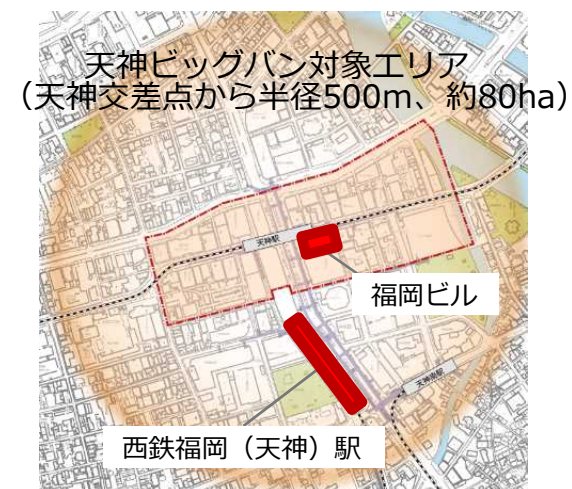 天神ビッグバン対象エリア
（天神交差点から半径500m、約80ha）
天神駅
福岡ビル
天神南駅
西鉄福岡（天神）駅